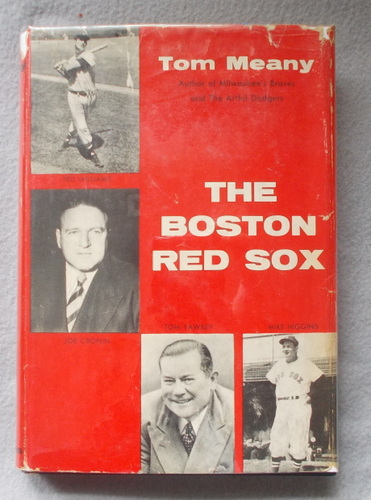 Tom Meany
Author of Milwaukee's Braves
and The Artful Dodgers
TED WILLIAMS
THE
BOSTON
RED SOX
JOE CRONIN
TOM YAWKEY
MIKE HIGGINS
SOX